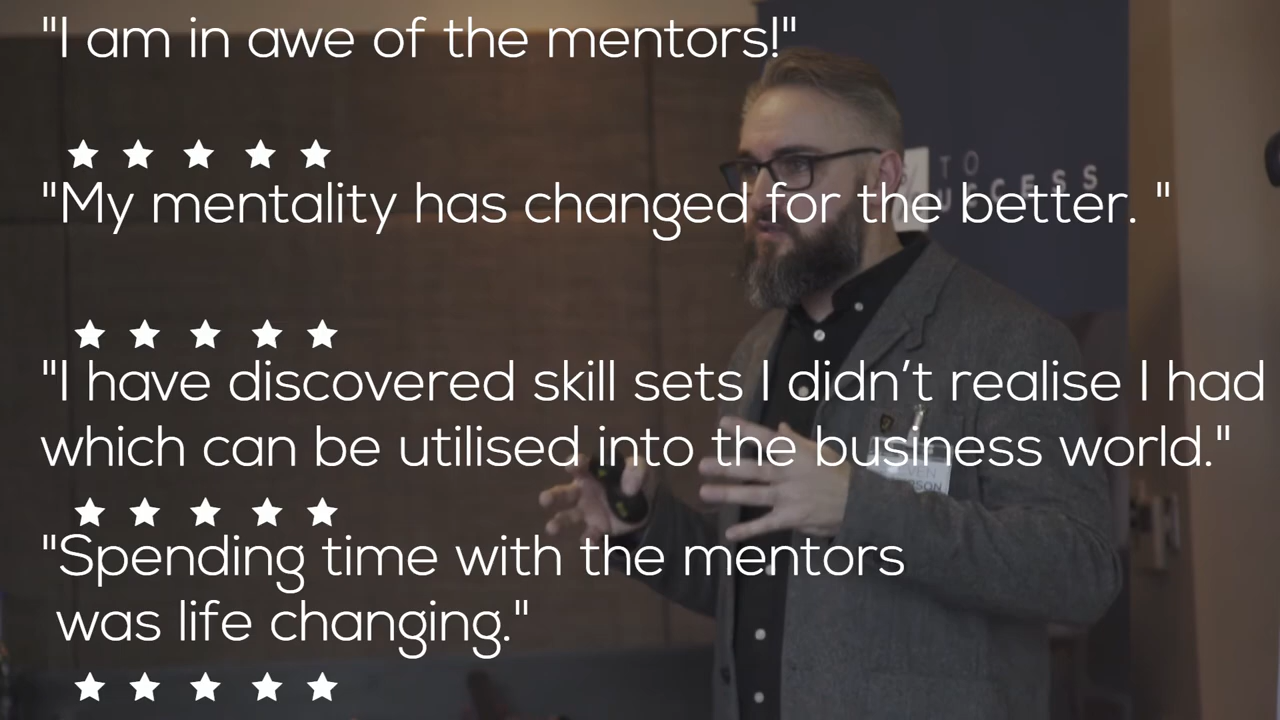 "I am in awe of the mentors!"
TO
"My mentality has changed for the better. "
"I have discovered skill sets I didn’t realise I had
which can be utilised into the business world."
"Spending time with the mentors
was life changing."